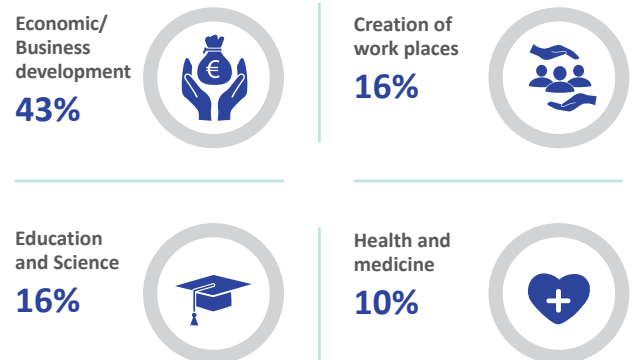 Economic/
Business
development
43%
€
Creation of
work places
16%
Education
and Science
16%
Health and
medicine
10%